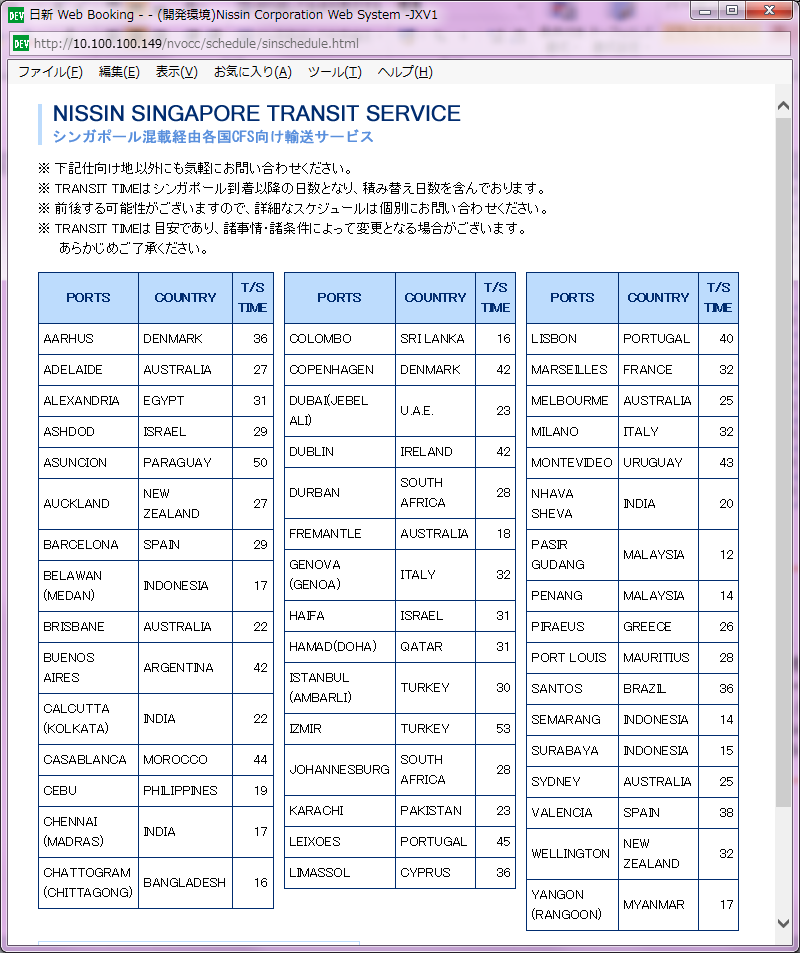 DEV 日新 Web Booking - - (開発環境)Nissin Corporation Web System -JXV1
DEV http://10.100.100.149/nvocc/schedule/sinschedule.html
ファイル(F) 編集(E) 表示(V) お気に入り(A) ツール(T) ヘルプ(H)
NISSIN SINGAPORE TRANSIT SERVICE
シンガポール混載経由各国CFS向け輸送サービス
※ 下記仕向け地以外にも気軽にお問い合わせください。
※ TRANSIT TIMEはシンガポール到着以降の日数となり、積み替え日数を含んでおります。
※ 前後する可能性がございますので、詳細なスケジュールは個別にお問い合わせください。
※ TRANSIT TIMEは目安であり、諸事情・諸条件によって変更となる場合がございます。
あらかじめご了承ください。
PORTS COUNTRY T/S
TIME
AARHUS DENMARK 36
ADELAIDE AUSTRALIA 27
ALEXANDRIA EGYPT 31
ASHDOD ISRAEL 29
ASUNCION PARAGUAY 50
AUCKLAND NEW
ZEALAND 27
BARCELONA SPAIN 29
BELAWAN
(MEDAN) INDONESIA 17
BRISBANE AUSTRALIA 22
BUENOS
AIRES ARGENTINA 42
CALCUTTA
(KOLKATA) INDIA 22
CASABLANCA MOROCCO 44
CEBU PHILIPPINES 19
CHENNAI
(MADRAS) INDIA 17
CHATTOGRAM
(CHITTAGONG) BANGLADESH 16
PORTS COUNTRY T/S
TIME
COLOMBO SRI LANKA 16
COPENHAGEN DENMARK 42
DUBAI(JEBEL
ALI) U.A.E. 23
DUBLIN IRELAND 42
DURBAN SOUTH
AFRICA 28
FREMANTLE AUSTRALIA 18
GENOVA
(GENOA) ITALY 32
HAIFA ISRAEL 31
HAMAD(DOHA) QATAR 31
ISTANBUL
(AMBARLI) TURKEY 30
IZMIR TURKEY 53
JOHANNESBURG SOUTH
AFRICA 28
KARACHI PAKISTAN 23
LEIXOES PORTUGAL 45
LIMASSOL CYPRUS 36
PORTS COUNTRY T/S
TIME
LISBON PORTUGAL 40
MARSEILLES FRANCE 32
MELBOURME AUSTRALIA 25
MILANO ITALY 32
MONTEVIDEO URUGUAY 43
NHAVA
SHEVA INDIA 20
PASIR
GUDANG MALAYSIA 12
PENANG MALAYSIA 14
PIRAEUS GREECE 26
PORT LOUIS MAURITIUS 28
SANTOS BRAZIL 36
SEMARANG INDONESIA 14
SURABAYA INDONESIA 15
SYDNEY AUSTRALIA 25
VALENCIA SPAIN 38
WELLINGTON NEW
ZEALAND 32
YANGON
(RANGOON) MYANMAR 17